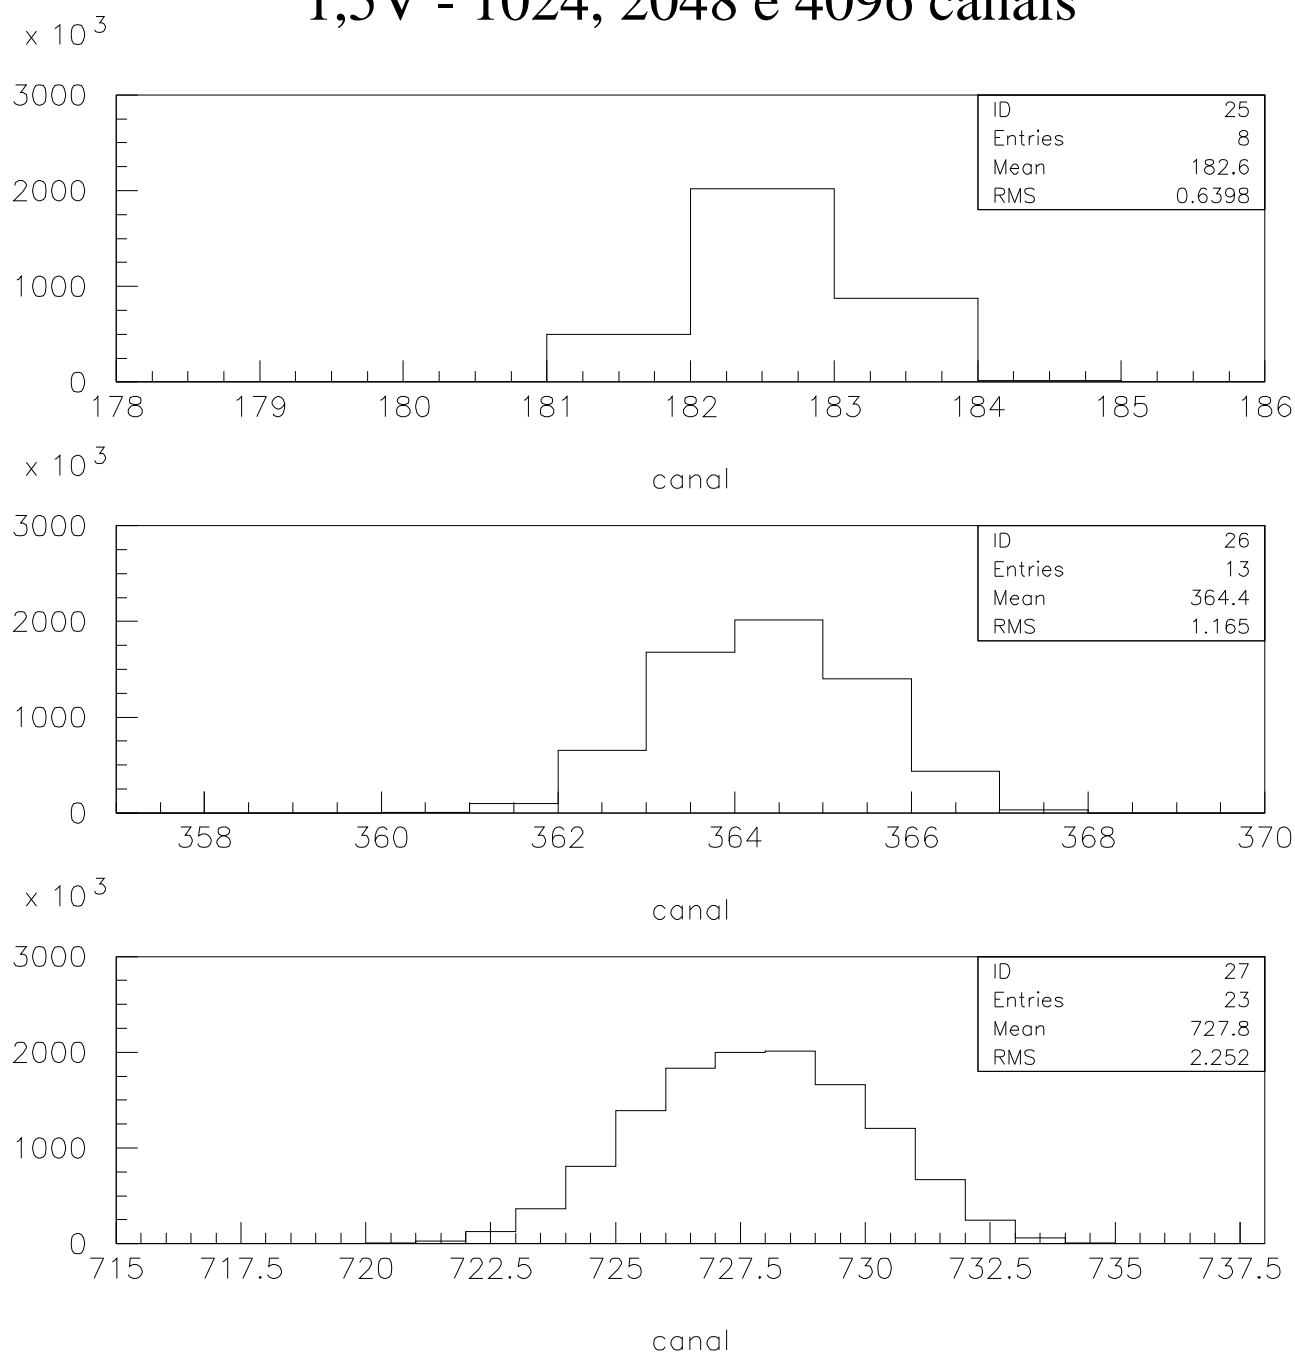 1,5V - 1024, 2048 e 4096 canais
x 10 3
3000
2000
1000
0
178 179 180 181 182 183 184 185 186
canal
ID 25
Entries 8
Mean 182.6
RMS 0.6398
x 10 3
3000
2000
1000
0
358 360 362 364 366 368 370
canal
ID 26
Entries 13
Mean 364.4
RMS 1.165
x 10 3
3000
2000
1000
0
715 717.5 720 722.5 725 727.5 730 732.5 735 737.5
canal
ID 27
Entries 23
Mean 727.8
RMS 2.252